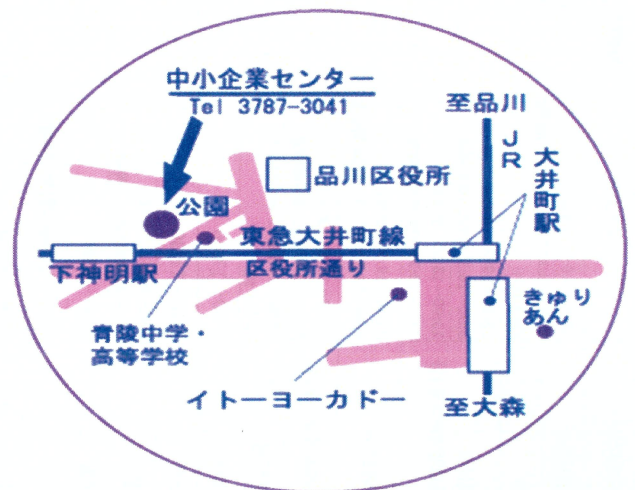 中小企業センター
Tel 3787-3041
至品川
JR
大井町駅
品川区役所
公園
東急大井町線
下神明駅
区役所通り
きゅり
あん
青陵中学・
高等学校
イトーヨーカドー
至大森